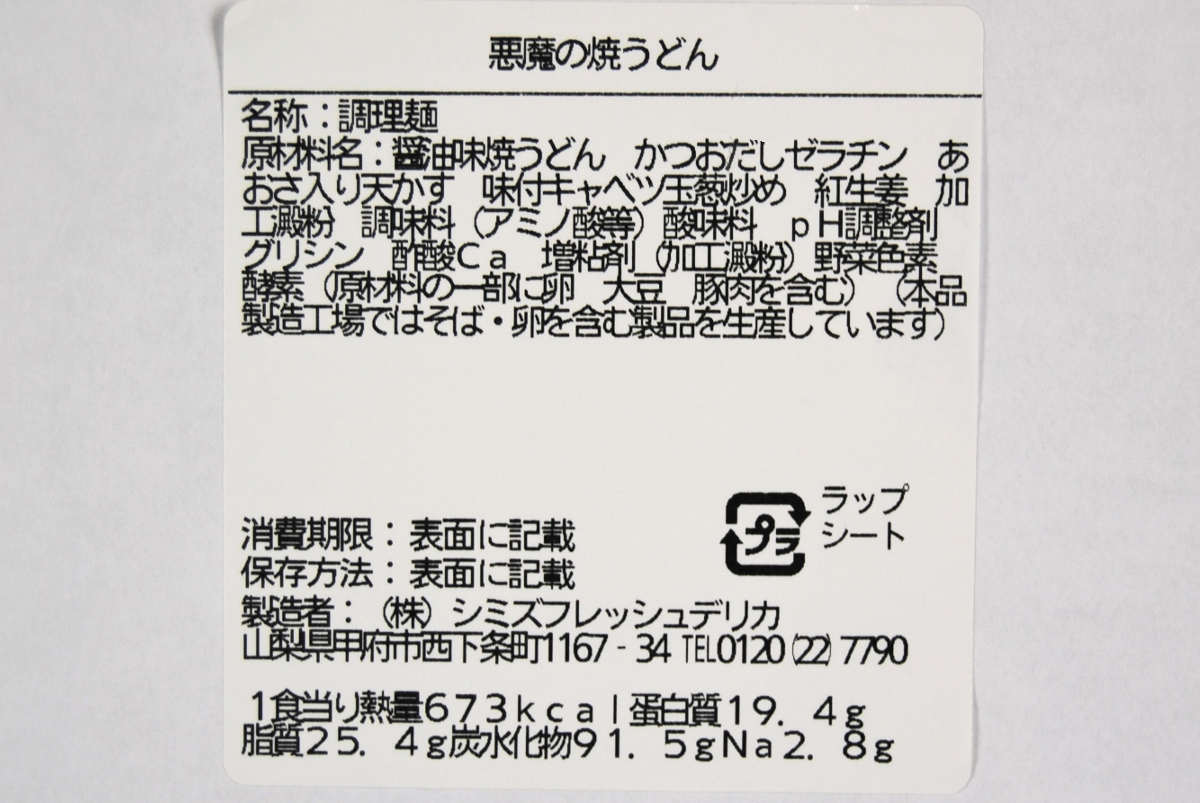 悪魔の焼うどん
名称：調理麺
原材料名：醤油味焼うどん　かつおだしゼラチン　あ
おさ入り天かす　味付キャベツ玉葱炒め　紅生姜　加
工澱粉　調味料（アミノ酸等）酸味料　ｐＨ調整剤
グリシン　酢酸Ｃａ　増粘剤（加工澱粉）野菜色素
酵素（原材料の一部に卵　大豆　豚肉を含む）（本品
製造工場ではそば・卵を含む製品を生産しています）
ラップ
プラ
シート
消費期限：表面に記載
保存方法：表面に記載
製造者：（株）シミズフレッシュデリカ
山梨県甲府市西下条町1167-34 TEL0120(22)7790
１食当り熱量６７３ｋｃａｌ蛋白質１９．４ｇ
脂質２５．４ｇ炭水化物９１．５ｇＮａ２．８ｇ